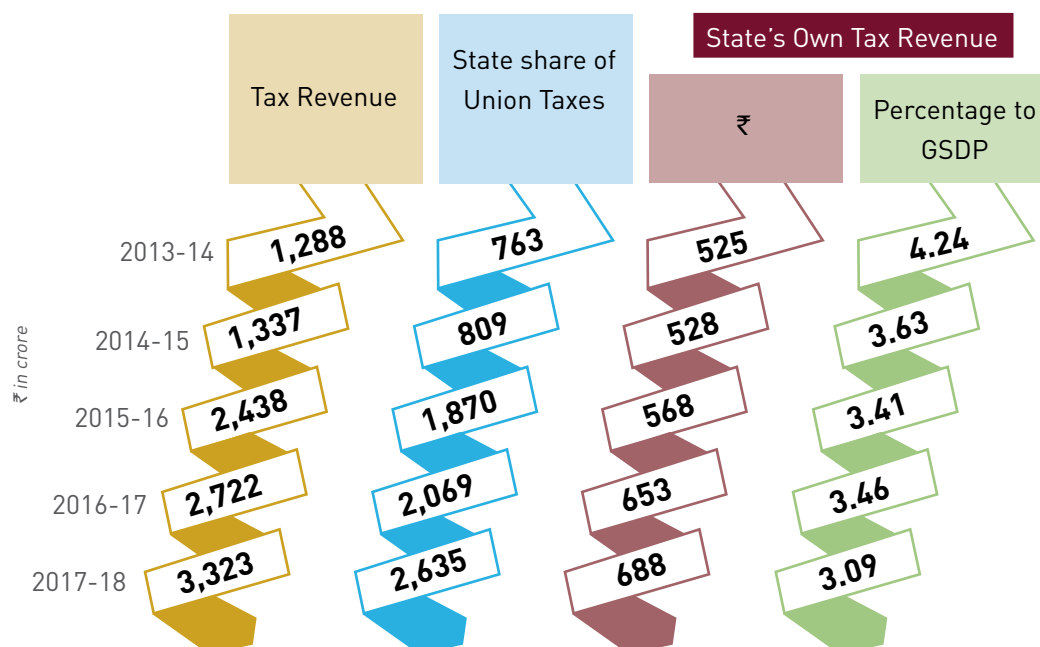 State's Own Tax Revenue
Tax Revenue
State share of
Union Taxes
₹
Percentage to
GSDP
₹ in crore
2013-14 1,288 763 525 4.24
2014-15 1,337 809 528 3.63
2015-16 2,438 1,870 568 3.41
2016-17 2,722 2,069 653 3.46
2017-18 3,323 2,635 688 3.09